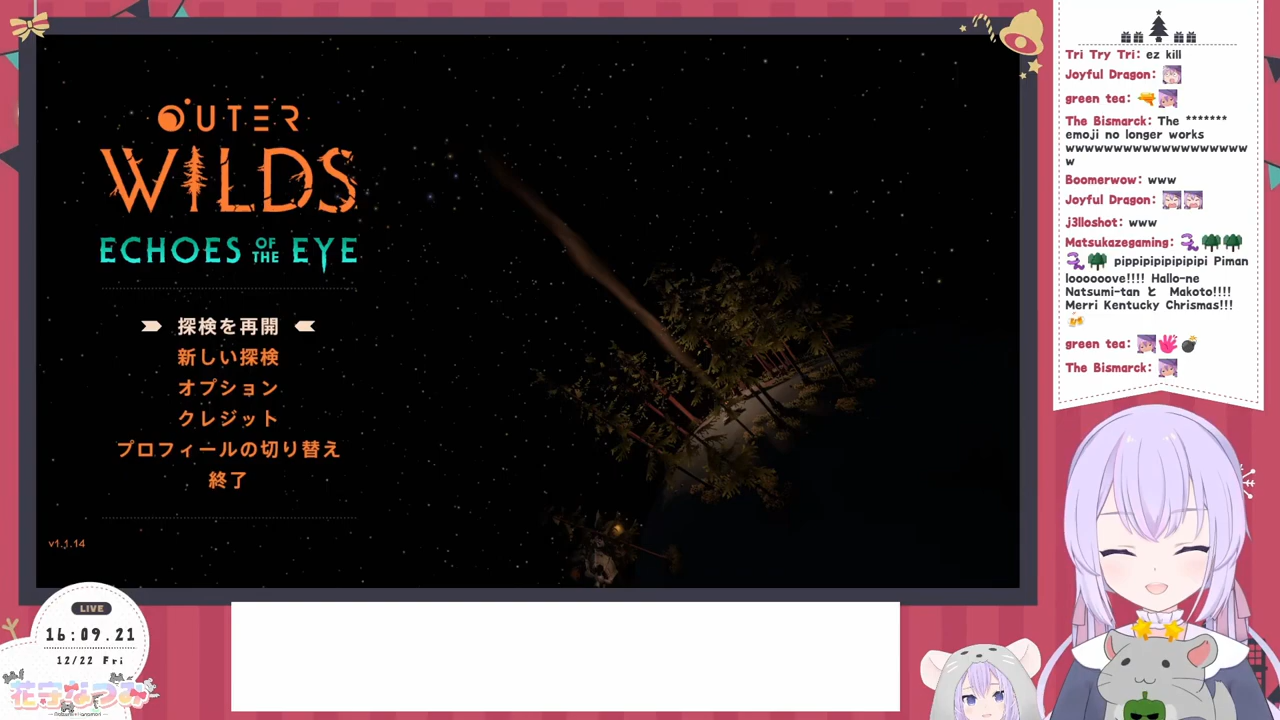 OUTER
WILDS
ECHOES OF THE EYE
探検を再開
新しい探検
オプション
クレジット
プロフィールの切り替え
終了
v1.1.14
LIVE
16:09.21
12/22 Fri
花守なつみ
Tri Try Tri: ez kill
Joyful Dragon:
green tea:
The Bismarck: The *******
emoji no longer works
wwwwwwwwwwwwwwwwwww
w
Boomerwow: www
Joyful Dragon:
j3lloshot: www
Matsukazegaming:
pippipipipipipi Piman
loooooove!!!! Hallo-ne
Natsumi-tan と Makoto!!!!
Merri Kentucky Chrismas!!!
green tea:
The Bismarck: